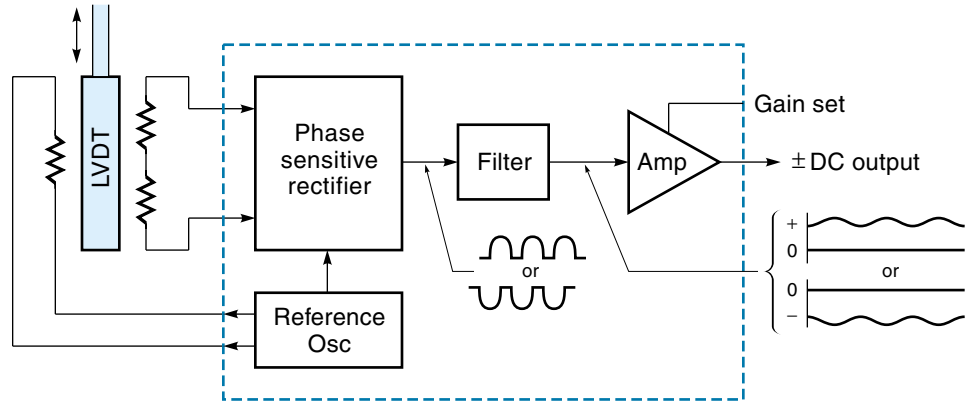 LVDT
Phase
sensitive
rectifier
Filter
Amp
Gain set
± DC output
Reference
Osc
or
+
0
or
0
−